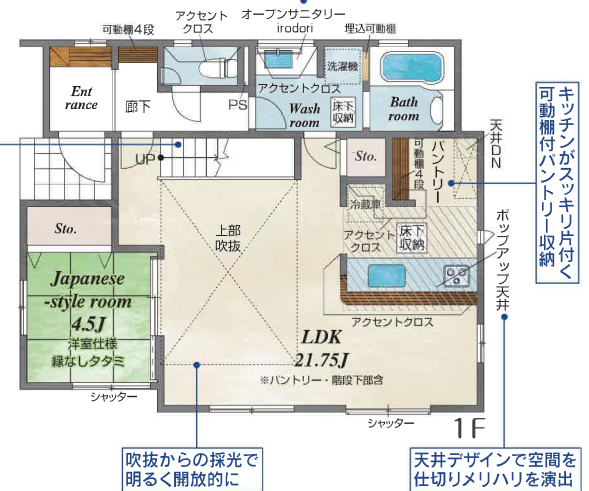 アクセント
クロス
オープンサニタリー
irodori
可動棚4段
埋込可動棚
洗濯機
Ent
rance
廊下
PS
アクセントクロス
Wash
room
床下
収納
Bath
room
UP
Sto.
可動棚4段
パントリー
天井DN
キッチンがスッキリ片付く
可動棚付パントリー収納
冷蔵庫
アクセント
クロス
床下
収納
ポップアップ天井
Sto.
上部
吹抜
Japanese
-style room
4.5J
洋室仕様
縁なしタタミ
アクセントクロス
LDK
21.75J
※パントリー・階段下部含
シャッター
シャッター
1F
吹抜からの採光で
明るく開放的に
天井デザインで空間を
仕切りメリハリを演出